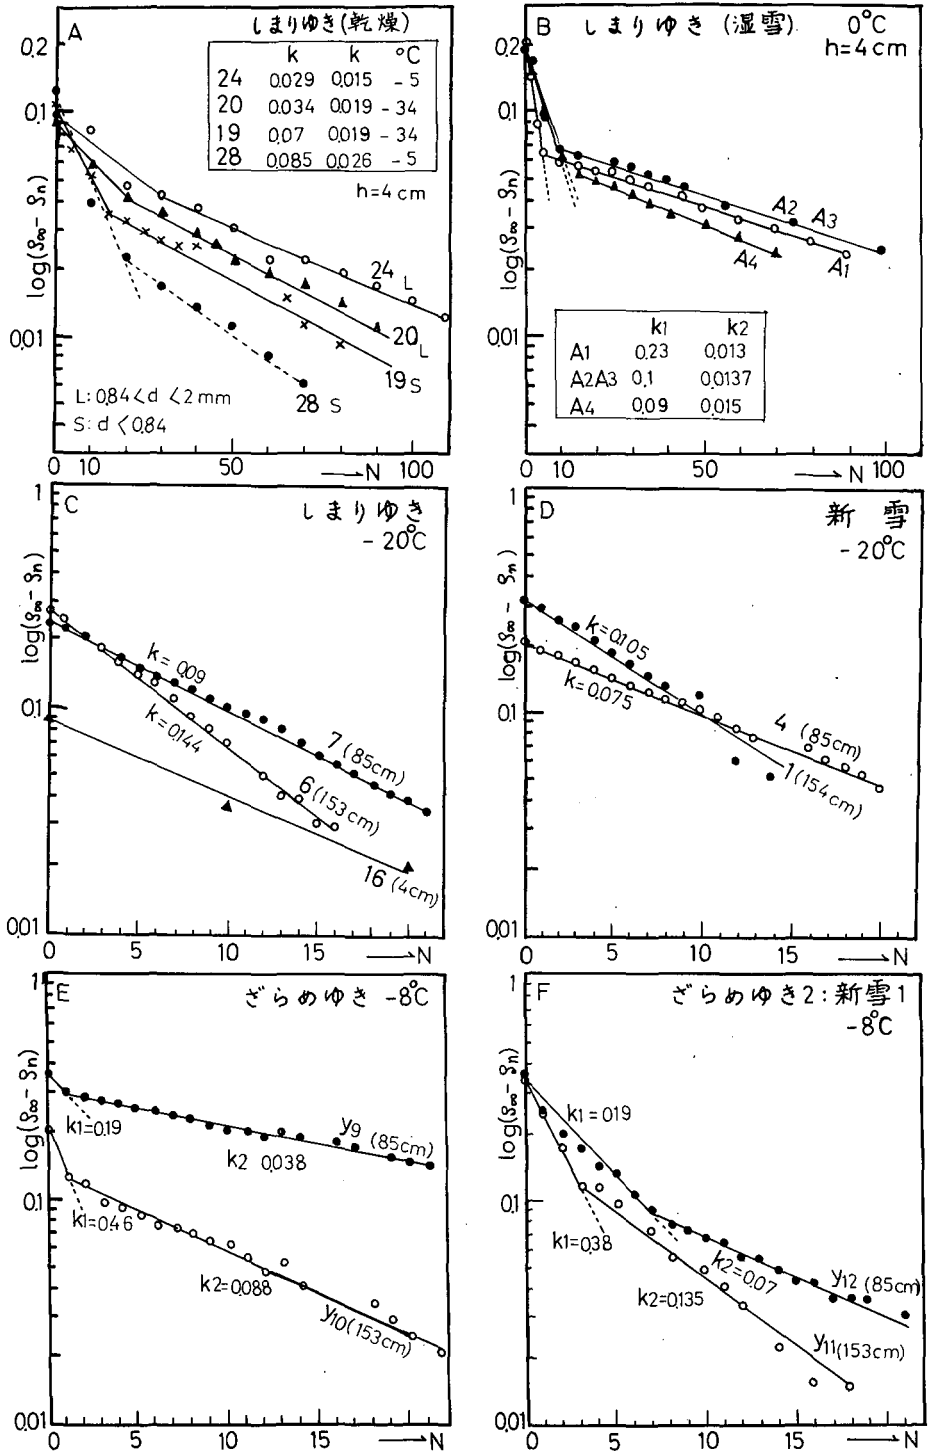 A
しまりゆき(乾燥)
k k °C
24 0.029 0.015 -5
20 0.034 0.019 -34
19 0.07 0.019 -34
28 0.085 0.026 -5
h=4cm
0.2
0.1
0.01
log(ρ∞-ρn)
24 L
20 L
19 S
28 S
L: 0.84<d<2mm
S: d<0.84
0 10 50 100
→N
B
しまりゆき (湿雪) 0°C
h=4cm
0.2
0.1
0.01
log(ρ∞-ρn)
A2 A3
A4
A1
k1 k2
A1 0.23 0.013
A2A3 0.1 0.0137
A4 0.09 0.015
0 10 50 100
→N
C
しまりゆき
-20°C
1
0.1
0.01
log(ρ∞-ρn)
k=0.09
k=0.144
7 (85cm)
6 (153cm)
16 (4cm)
0 5 10 15
→N
D
新雪
-20°C
1
0.1
0.01
log(ρ∞-ρn)
k=0.105
k=0.075
4 (85cm)
1 (154cm)
0 5 10 15
→N
E
ざらめゆき -8°C
1
0.1
0.01
log(ρ∞-ρn)
k1=0.19
y9 (85cm)
k2 0.038
k1=0.46
k2=0.088
y10 (153cm)
0 5 10 15
→N
F
ざらめゆき2:新雪1
-8°C
1
0.1
0.01
log(ρ∞-ρn)
k1=0.19
k1=0.38
k2=0.07
k2=0.135
y12 (85cm)
y11 (153cm)
0 5 10 15
→N